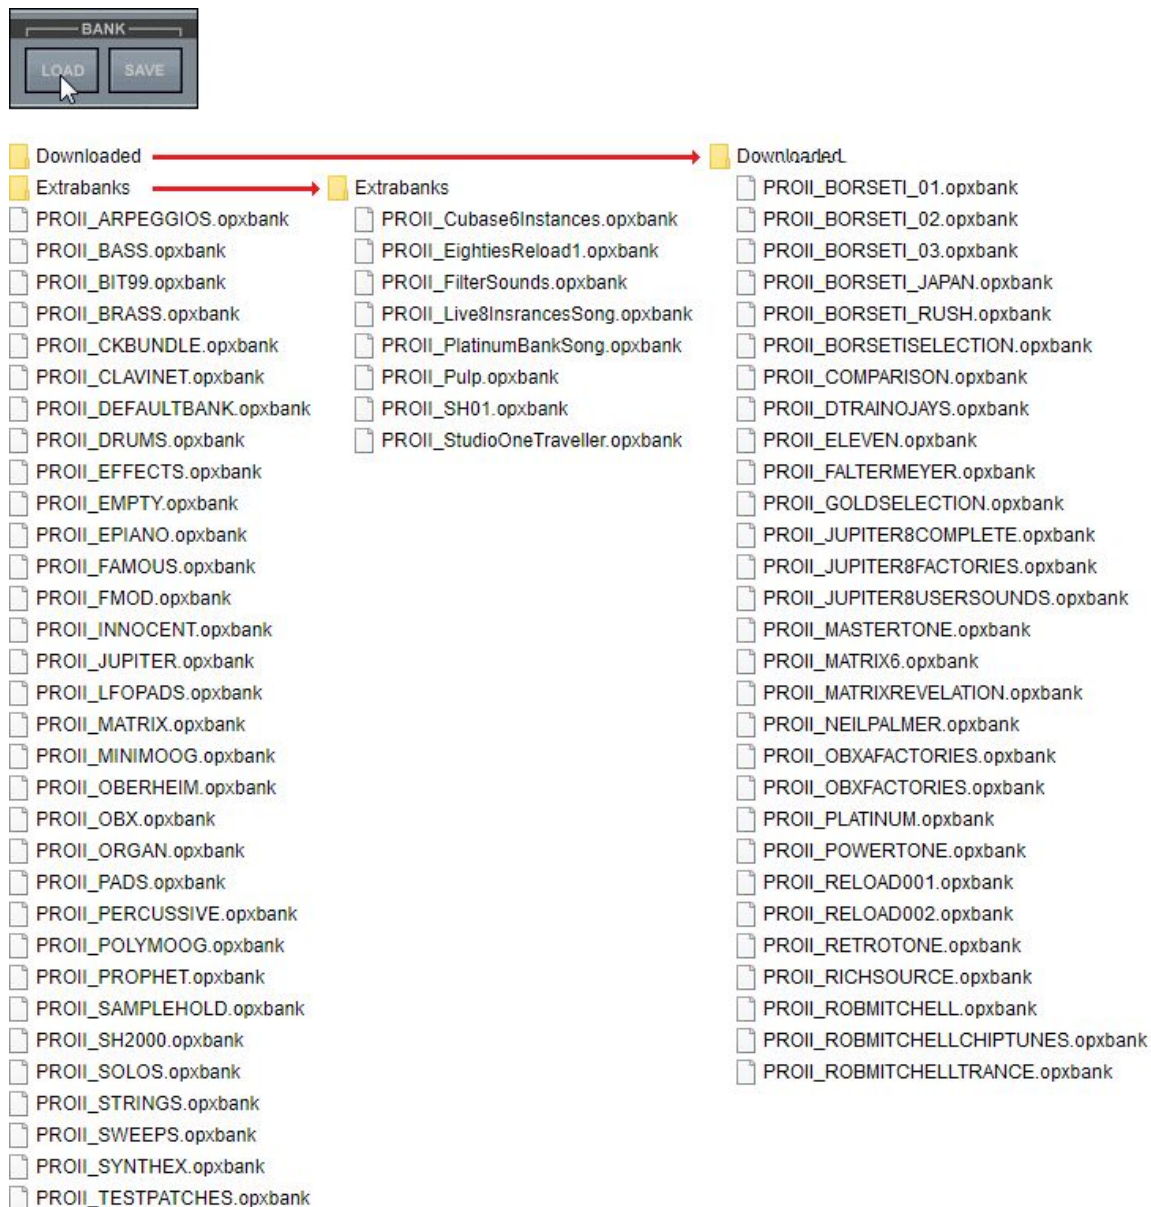 BANK
LOAD SAVE
Downloaded
Extrabanks
PROII_ARPEGGIOS.opxbank
PROII_BASS.opxbank
PROII_BIT99.opxbank
PROII_BRASS.opxbank
PROII_CKBUNDLE.opxbank
PROII_CLAVINET.opxbank
PROII_DEFAULTBANK.opxbank
PROII_DRUMS.opxbank
PROII_EFFECTS.opxbank
PROII_EMPTY.opxbank
PROII_EPIANO.opxbank
PROII_FAMOUS.opxbank
PROII_FMOD.opxbank
PROII_INNOCENT.opxbank
PROII_JUPITER.opxbank
PROII_LFOPADS.opxbank
PROII_MATRIX.opxbank
PROII_MINIMOOG.opxbank
PROII_OBERHEIM.opxbank
PROII_OBX.opxbank
PROII_ORGAN.opxbank
PROII_PADS.opxbank
PROII_PERCUSSIVE.opxbank
PROII_POLYMOOG.opxbank
PROII_PROPHET.opxbank
PROII_SAMPLEHOLD.opxbank
PROII_SH2000.opxbank
PROII_SOLOS.opxbank
PROII_STRINGS.opxbank
PROII_SWEEPS.opxbank
PROII_SYNTHEX.opxbank
PROII_TESTPATCHES.opxbank
Extrabanks
PROII_Cubase6Instances.opxbank
PROII_EightiesReload1.opxbank
PROII_FilterSounds.opxbank
PROII_Live8InsrancesSong.opxbank
PROII_PlatinumBankSong.opxbank
PROII_Pulp.opxbank
PROII_SH01.opxbank
PROII_StudioOneTraveller.opxbank
Downloaded
PROII_BORSETI_01.opxbank
PROII_BORSETI_02.opxbank
PROII_BORSETI_03.opxbank
PROII_BORSETI_JAPAN.opxbank
PROII_BORSETI_RUSH.opxbank
PROII_BORSETISELECTION.opxbank
PROII_COMPARISON.opxbank
PROII_DTRAINOJAYS.opxbank
PROII_ELEVEN.opxbank
PROII_FALTERMEYER.opxbank
PROII_GOLDSELECTION.opxbank
PROII_JUPITER8COMPLETE.opxbank
PROII_JUPITER8FACTORIES.opxbank
PROII_JUPITER8USERSOUNDS.opxbank
PROII_MASTERTONE.opxbank
PROII_MATRIX6.opxbank
PROII_MATRIXREVELATION.opxbank
PROII_NEILPALMER.opxbank
PROII_OBXAFACTORIES.opxbank
PROII_OBXFACTORIES.opxbank
PROII_PLATINUM.opxbank
PROII_POWERTONE.opxbank
PROII_RELOAD001.opxbank
PROII_RELOAD002.opxbank
PROII_RETROTONE.opxbank
PROII_RICHSOURCE.opxbank
PROII_ROBMITCHELL.opxbank
PROII_ROBMITCHELLCHIPTUNES.opxbank
PROII_ROBMITCHELLTRANCE.opxbank